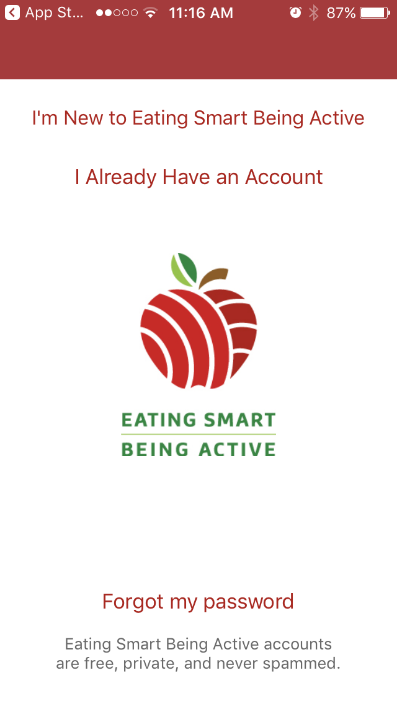 App St... 11:16 AM 87%
I'm New to Eating Smart Being Active
I Already Have an Account
EATING SMART
BEING ACTIVE
Forgot my password
Eating Smart Being Active accounts
are free, private, and never spammed.